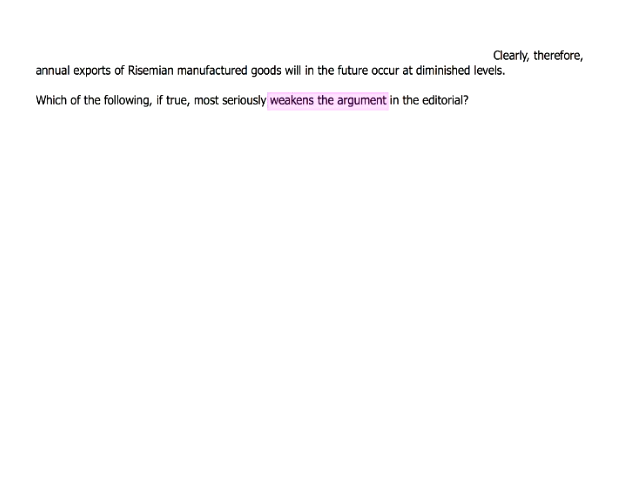 Clearly, therefore,
annual exports of Risemian manufactured goods will in the future occur at diminished levels.
Which of the following, if true, most seriously weakens the argument in the editorial?